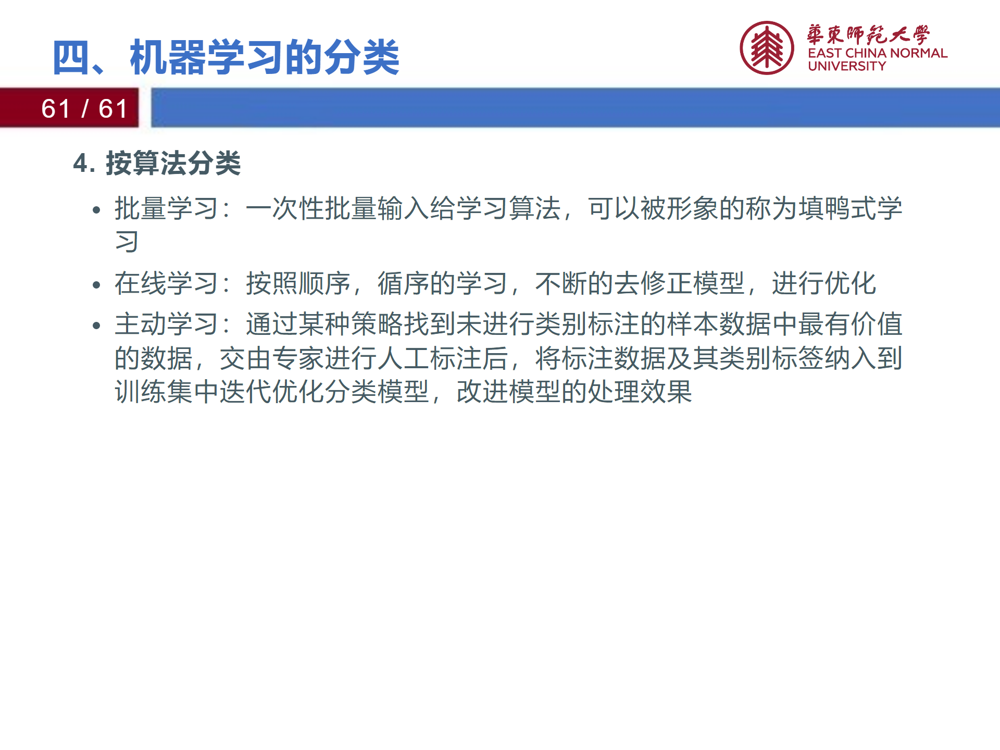 四、机器学习的分类
華東師範大學
EAST CHINA NORMAL
UNIVERSITY
61 / 61
4. 按算法分类
• 批量学习：一次性批量输入给学习算法，可以被形象的称为填鸭式学
习
• 在线学习：按照顺序，循序的学习，不断的去修正模型，进行优化
• 主动学习：通过某种策略找到未进行类别标注的样本数据中最有价值
的数据，交由专家进行人工标注后，将标注数据及其类别标签纳入到
训练集中迭代优化分类模型，改进模型的处理效果